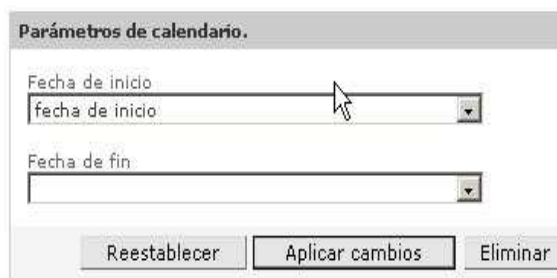 Parámetros de calendario.
Fecha de inicio
fecha de inicio
Fecha de fin
Reestablecer Aplicar cambios Eliminar